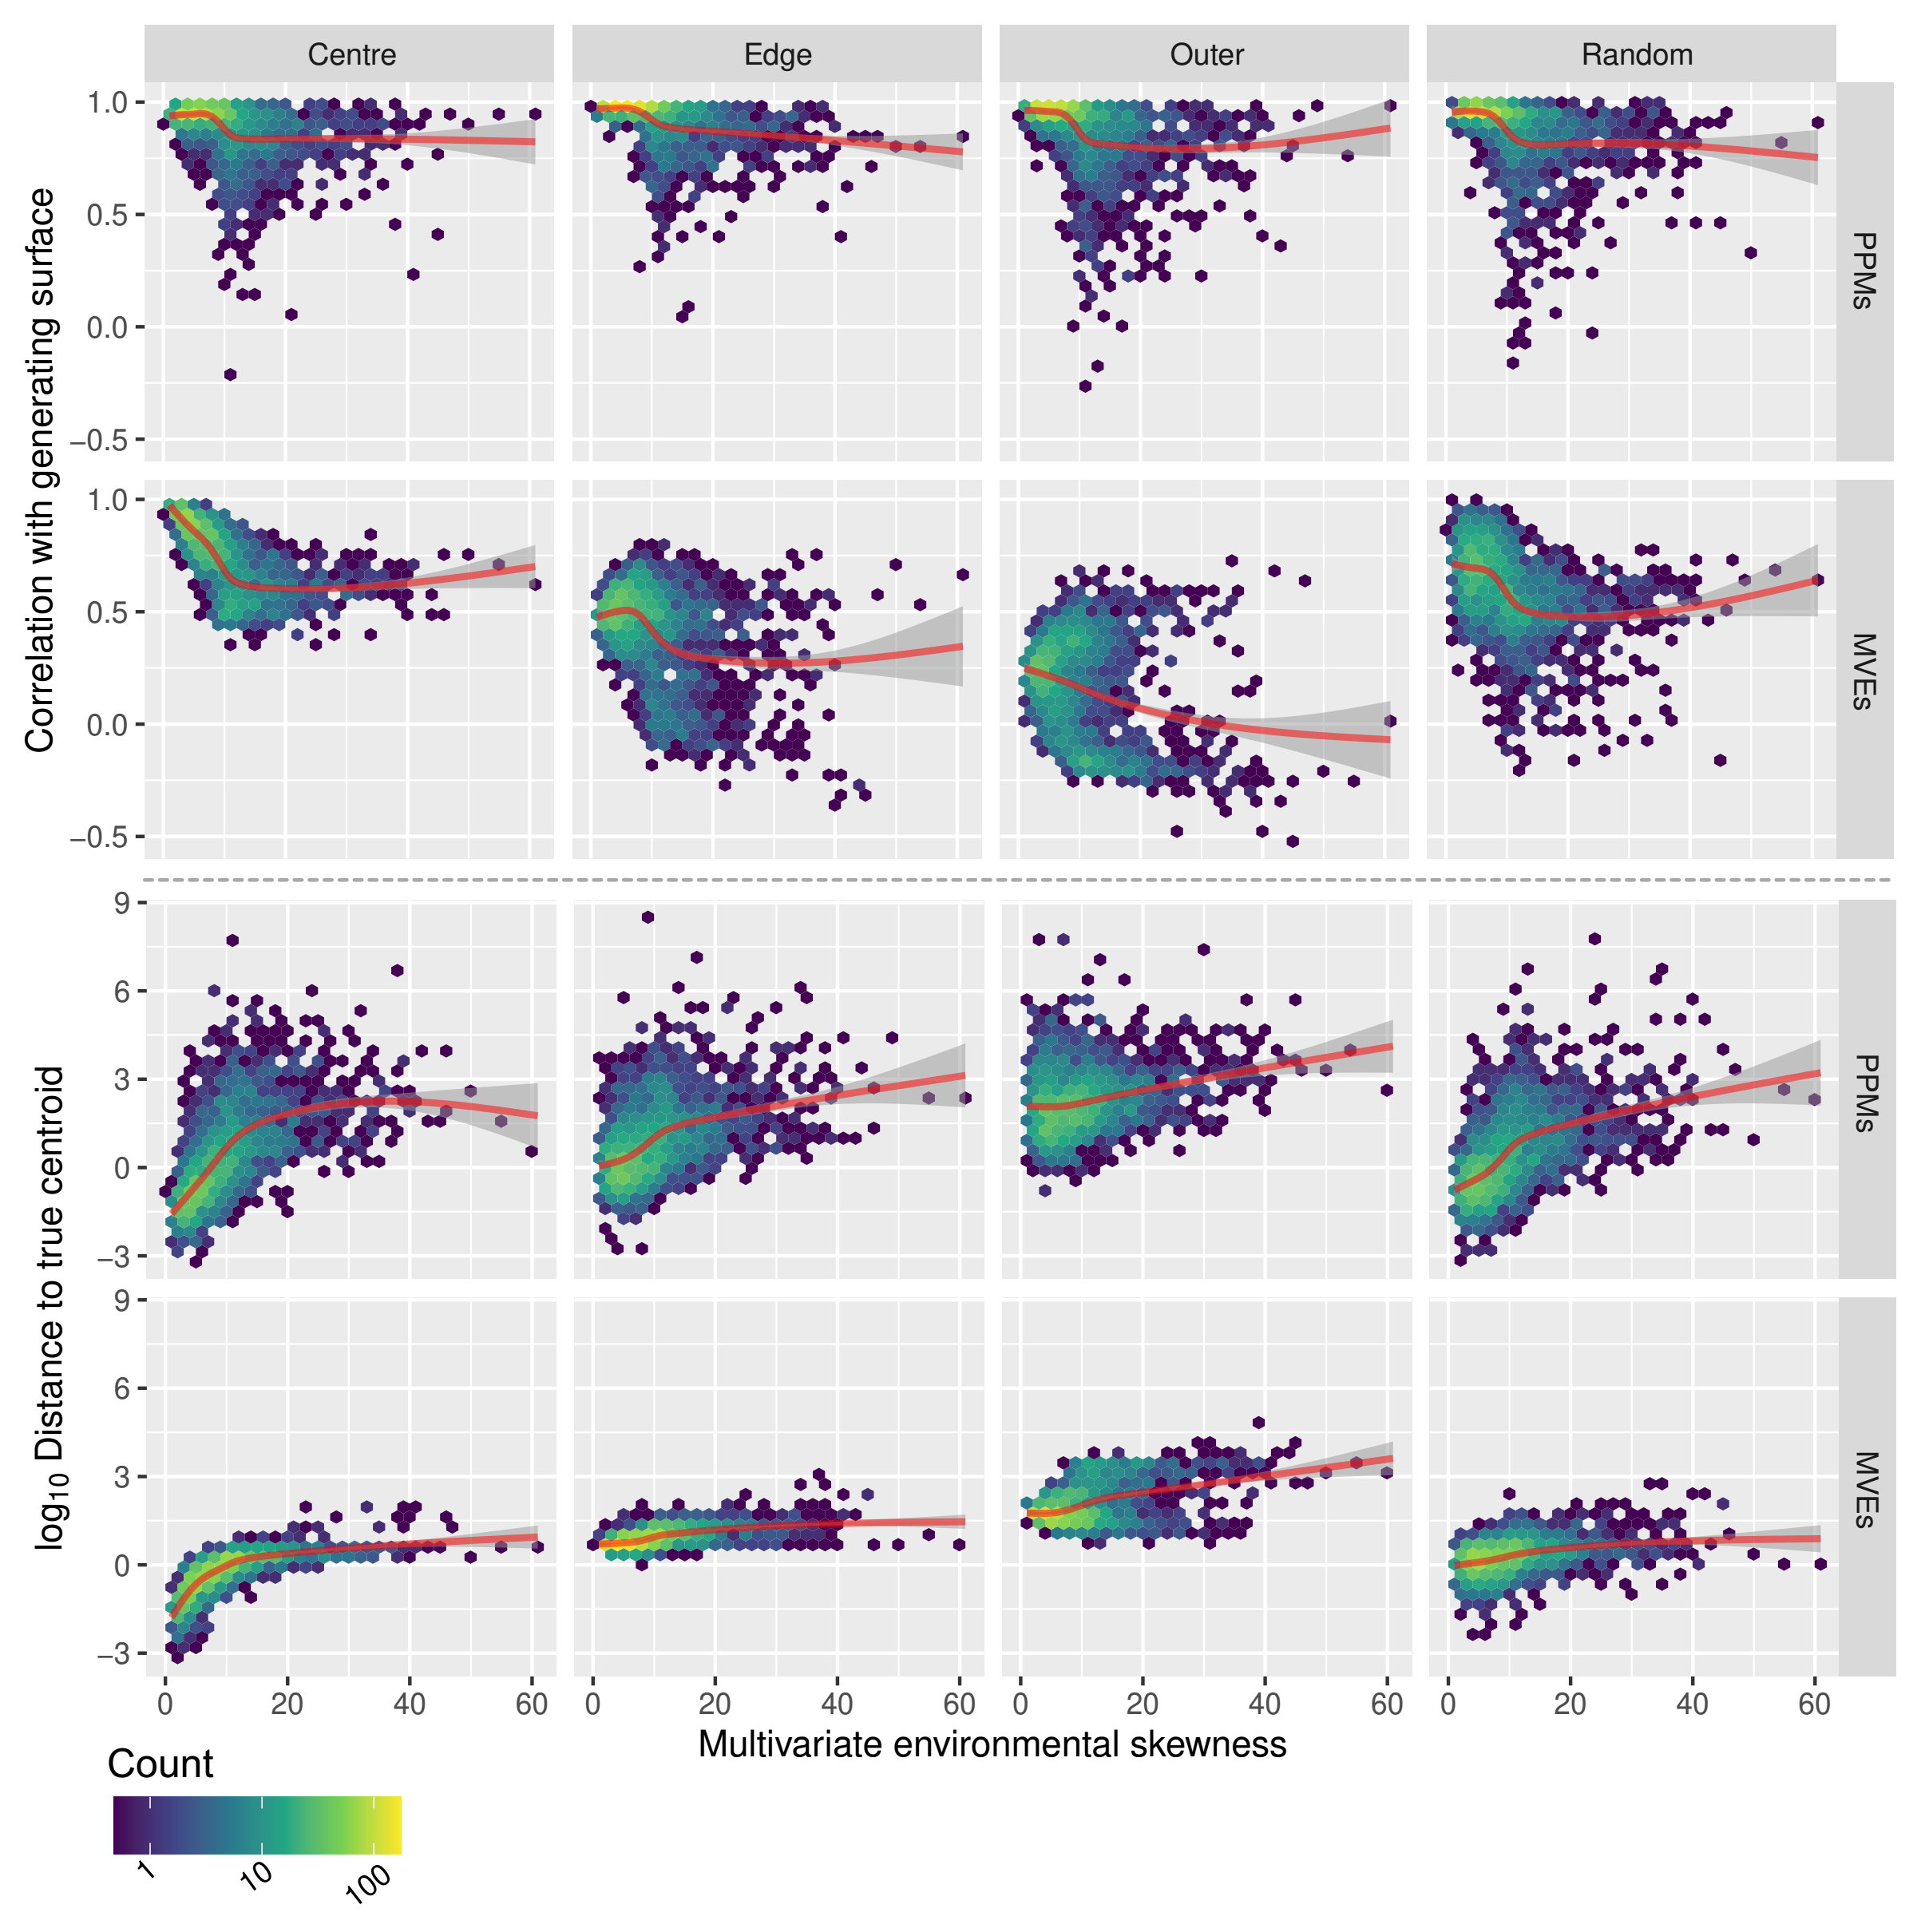 Centre Edge Outer Random
Correlation with generating surface
1.0
0.5
0.0
−0.5
PPMs
1.0
0.5
0.0
−0.5
MVEs
log10 Distance to true centroid
9
6
3
0
−3
PPMs
9
6
3
0
−3
MVEs
0 20 40 60 0 20 40 60 0 20 40 60 0 20 40 60
Multivariate environmental skewness
Count
1 10 100